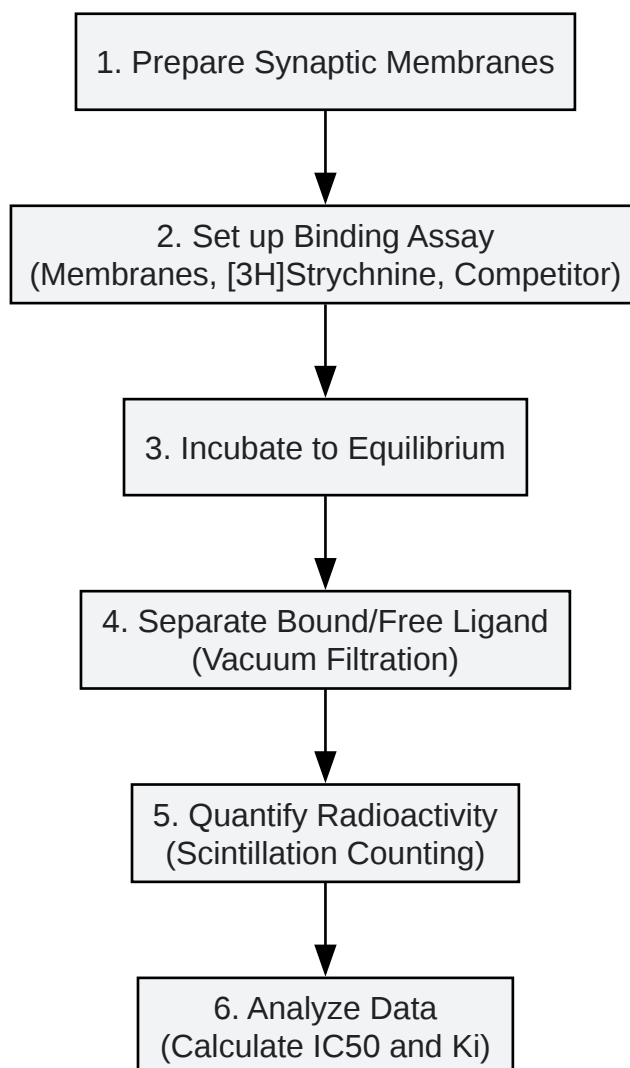 1. Prepare Synaptic Membranes
2. Set up Binding Assay
(Membranes, [3H]Strychnine, Competitor)
3. Incubate to Equilibrium
4. Separate Bound/Free Ligand
(Vacuum Filtration)
5. Quantify Radioactivity
(Scintillation Counting)
6. Analyze Data
(Calculate IC50 and Ki)